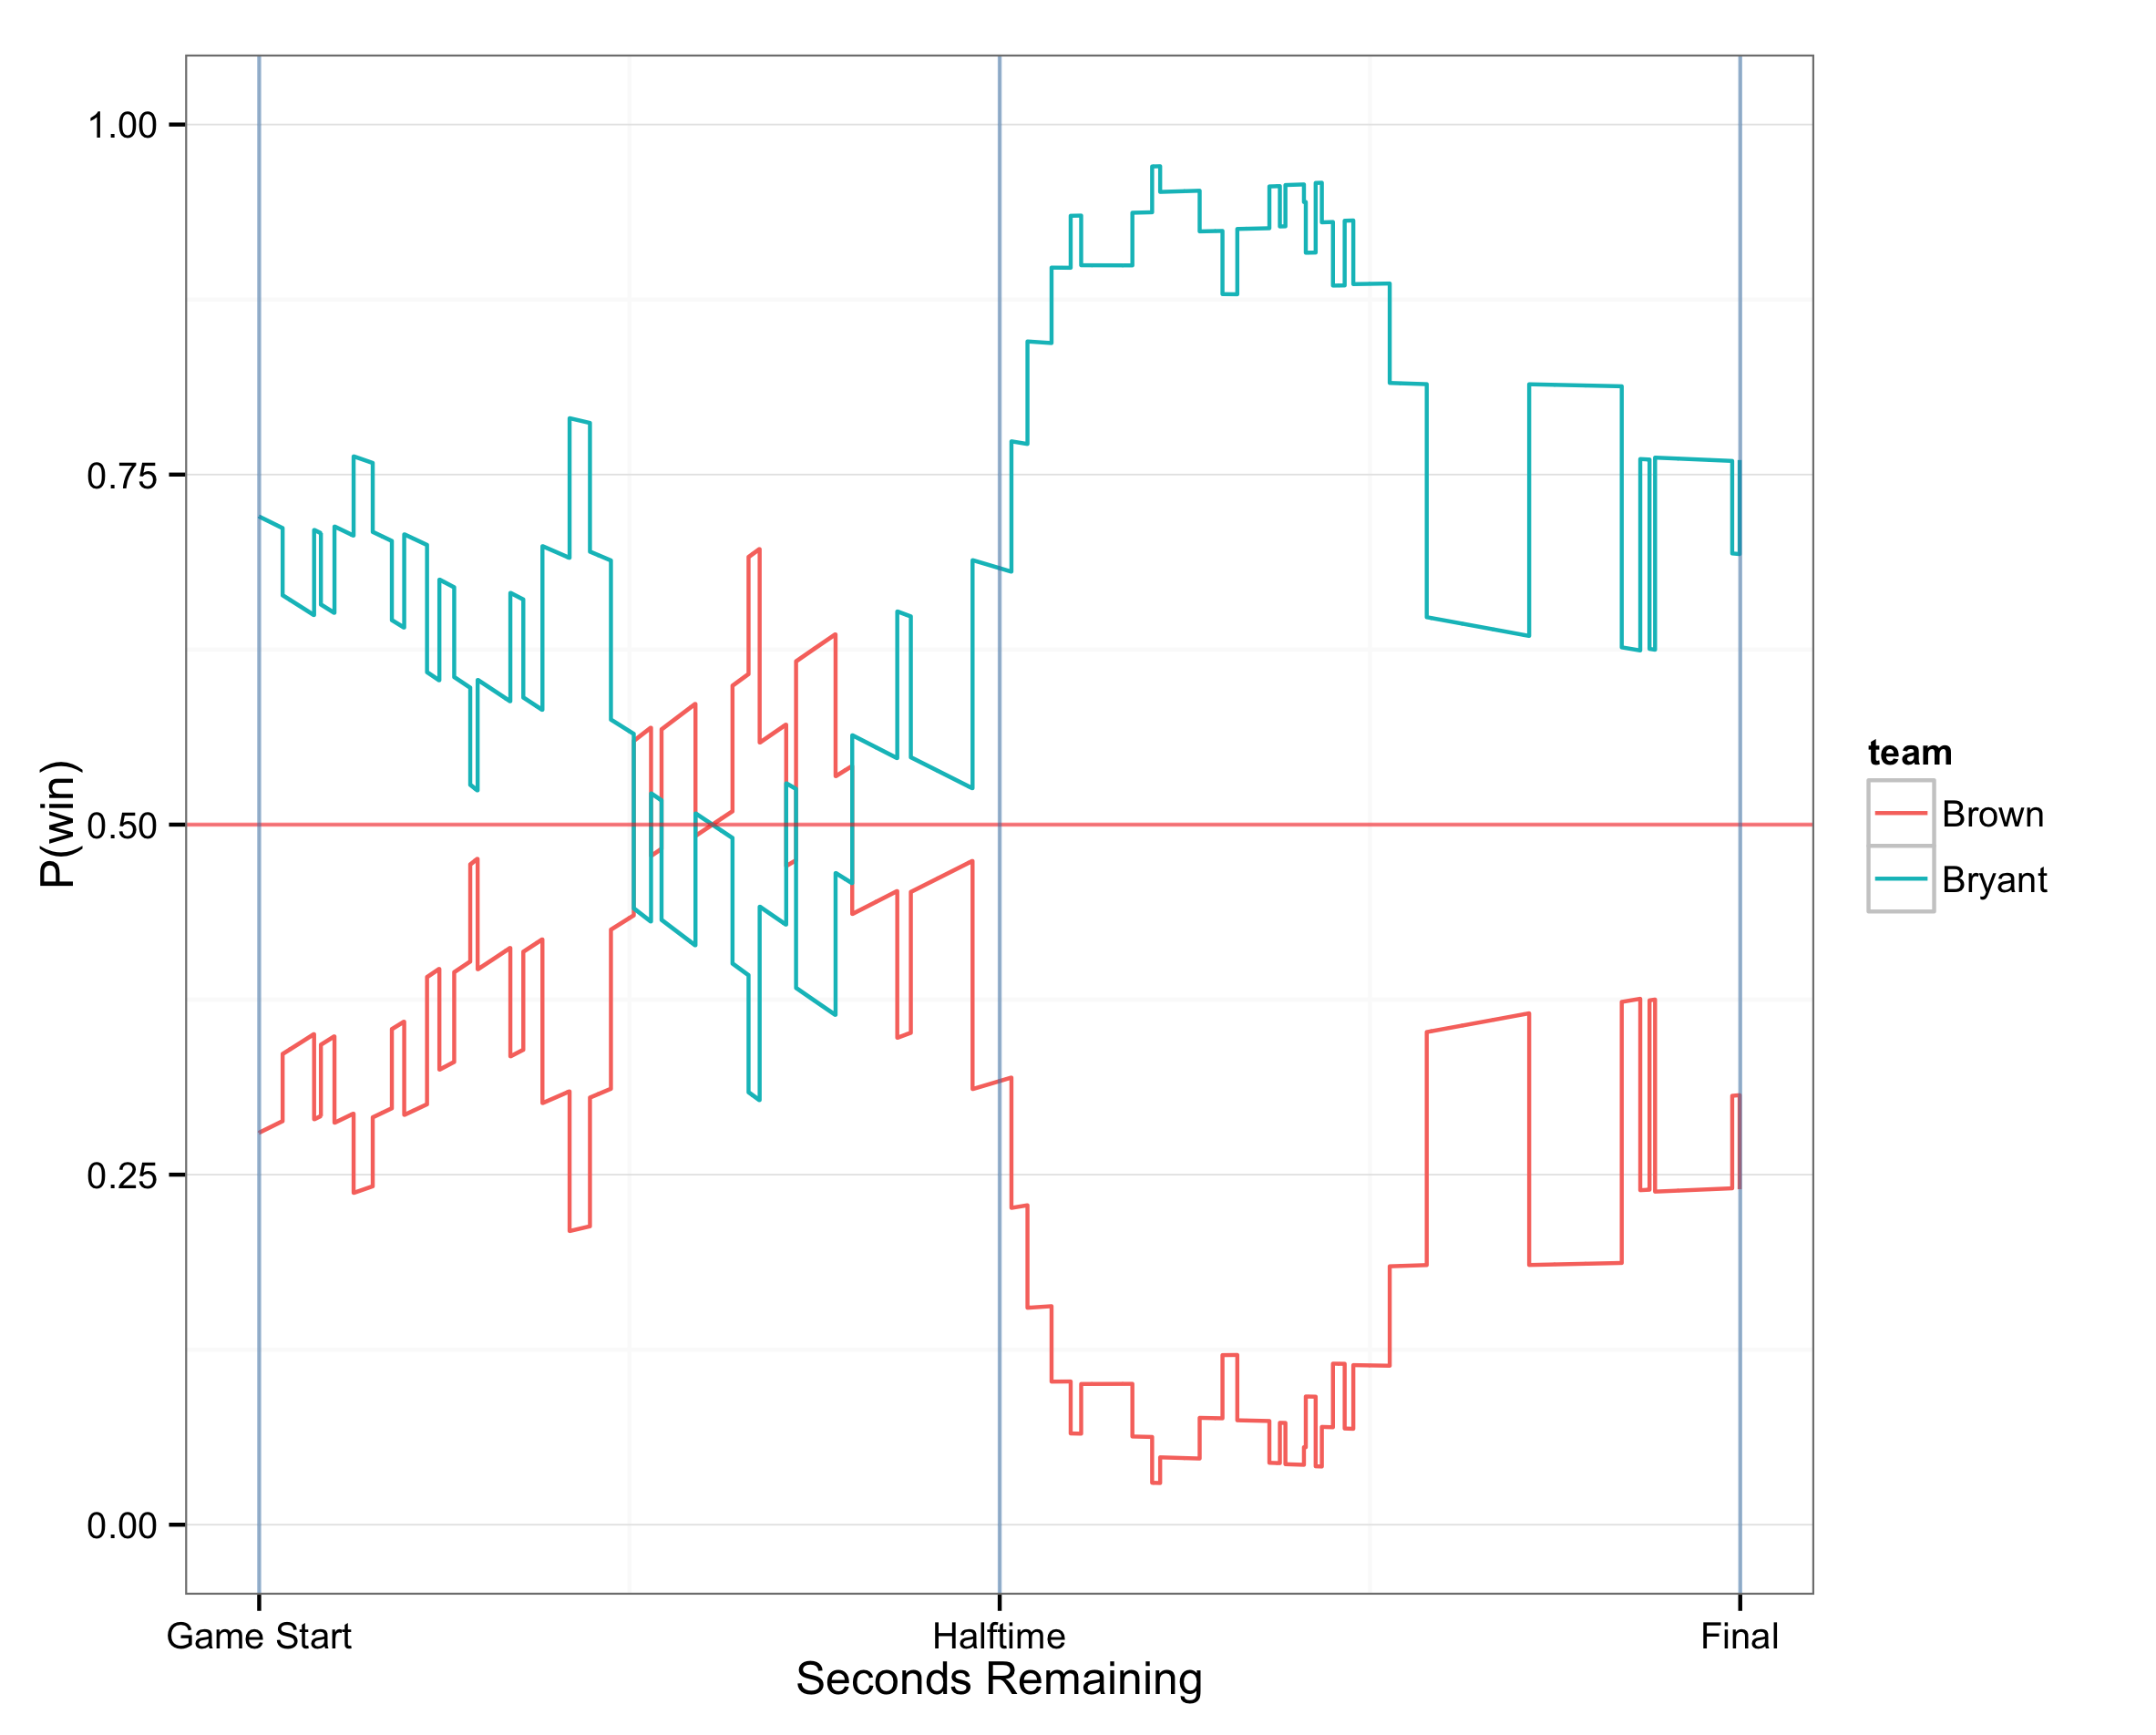 1.00
0.75
0.50
0.25
0.00
P(win)
Game Start
Halftime
Final
Seconds Remaining
team
Brown
Bryant